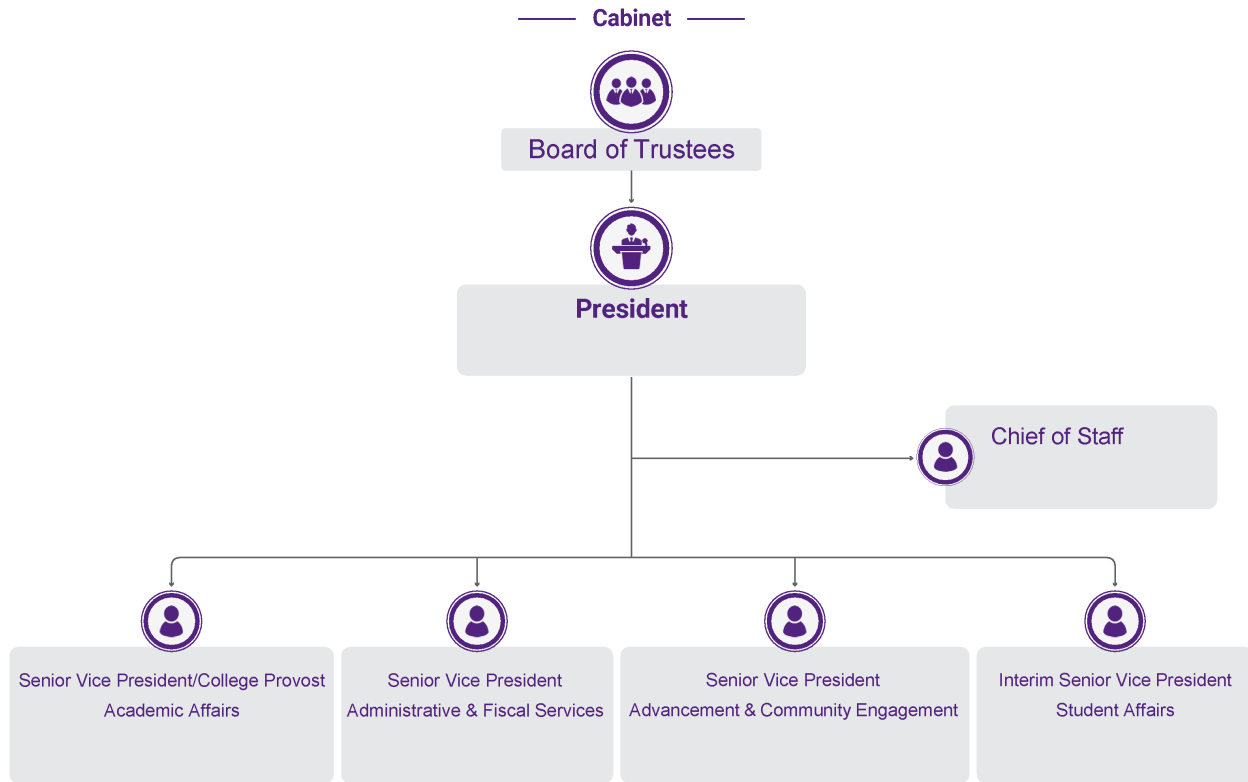 Cabinet
Board of Trustees
President
Chief of Staff
Senior Vice President/College Provost
Academic Affairs
Senior Vice President
Administrative & Fiscal Services
Senior Vice President
Advancement & Community Engagement
Interim Senior Vice President
Student Affairs